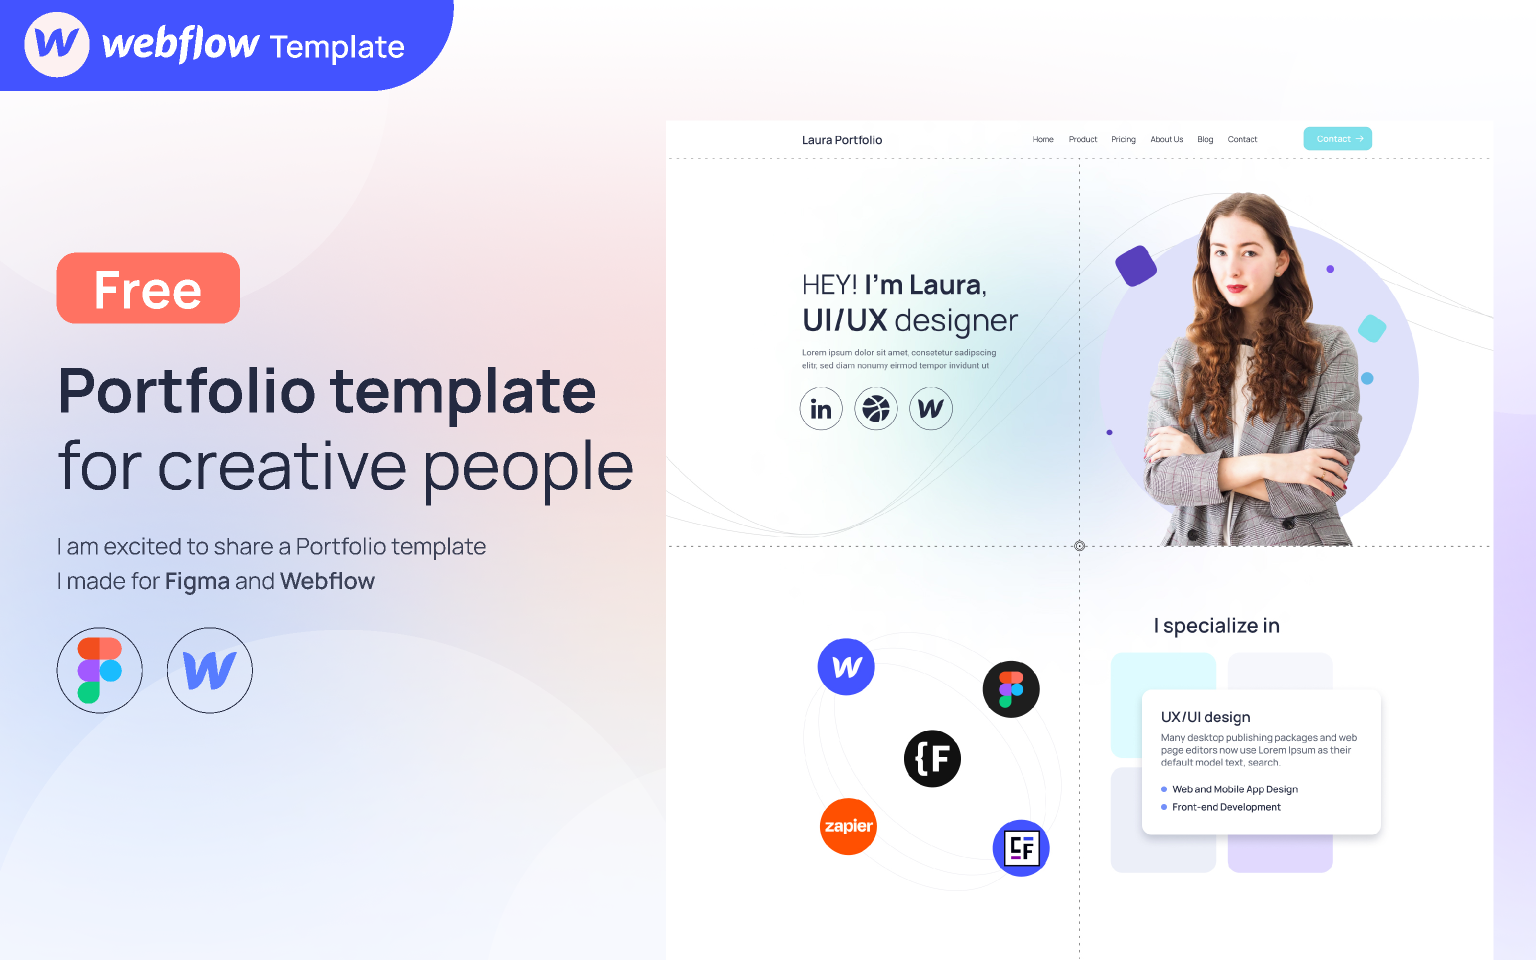 W webflow Template
Free
Portfolio template
for creative people
I am excited to share a Portfolio template
I made for Figma and Webflow
W
Laura Portfolio
Home Product Pricing About Us Blog Contact
Contact →
HEY! I'm Laura,
UI/UX designer
Lorem ipsum dolor sit amet, consetetur sadipscing
elitr, sed diam nonumy eirmod tempor invidunt ut
in W
W
{F
zapier
CF
I specialize in
UX/UI design
Many desktop publishing packages and web
page editors now use Lorem Ipsum as their
default model text, search.
Web and Mobile App Design
Front-end Development